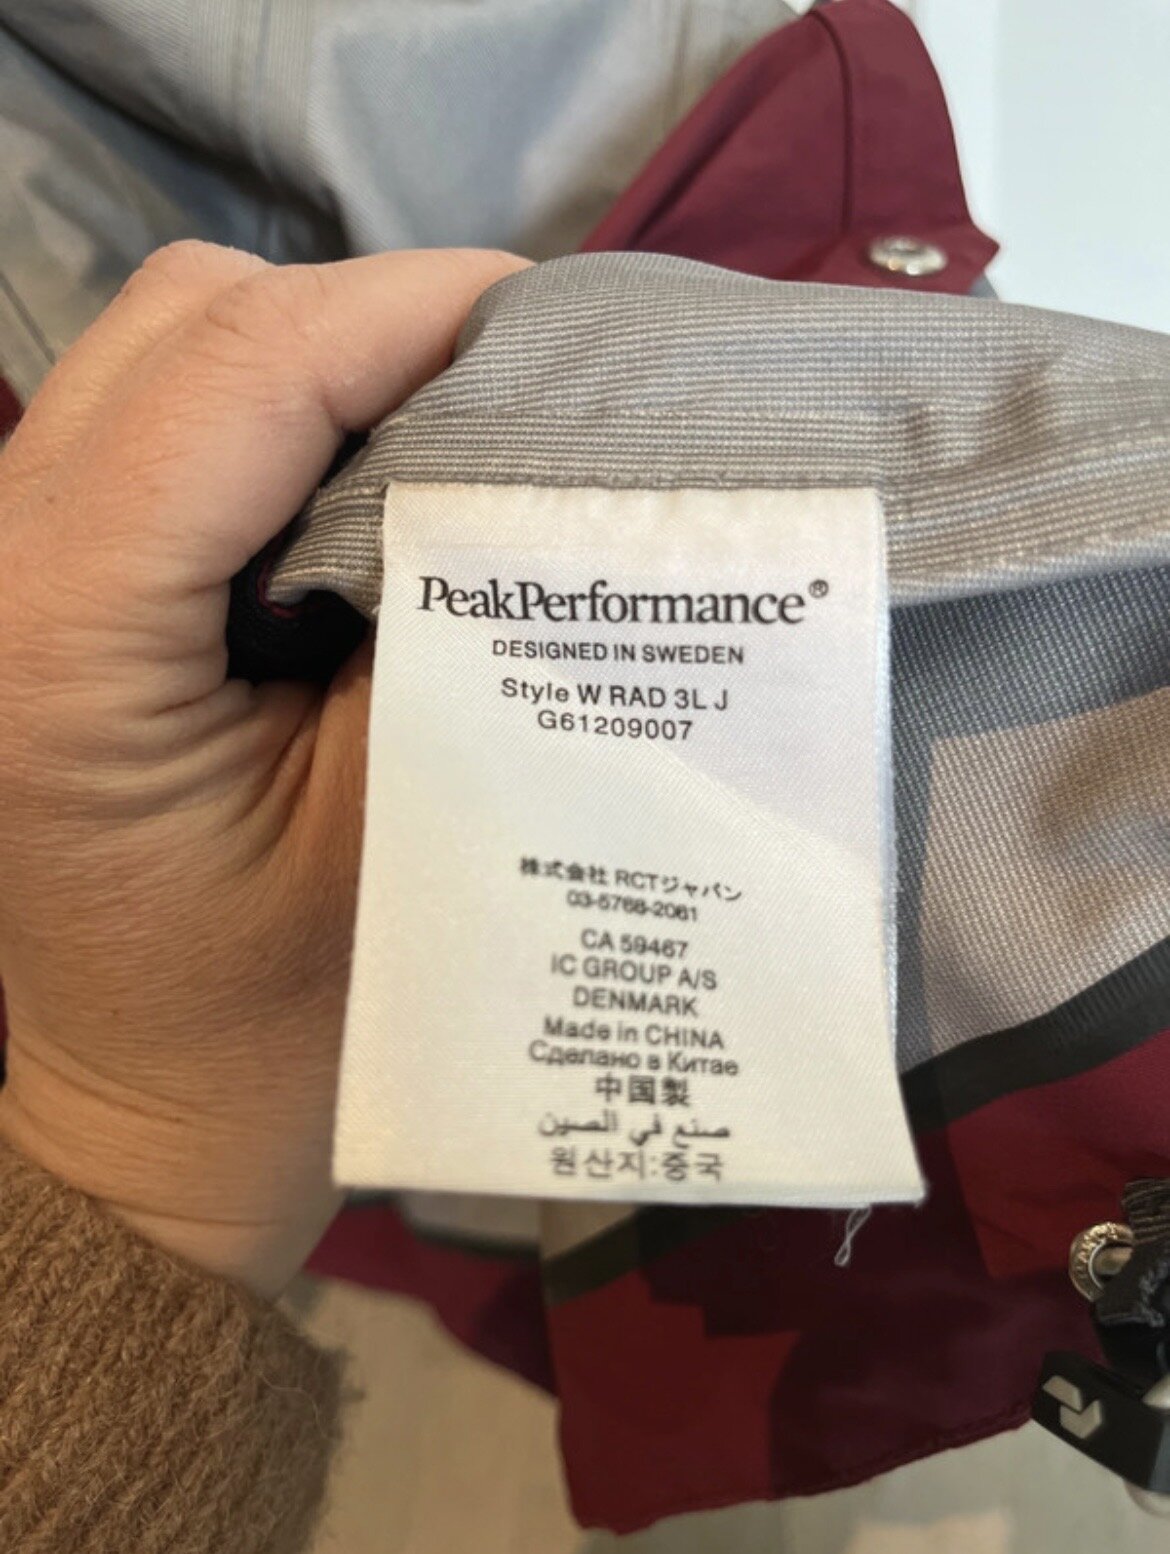 PeakPerformance®
DESIGNED IN SWEDEN
Style W RAD 3L J
G61209007
株式会社 RCTジャパン
03-5766-2061
CA 59467
IC GROUP A/S
DENMARK
Made in CHINA
Сделано в Китае
中国製
صنع في الصين
원산지:중국